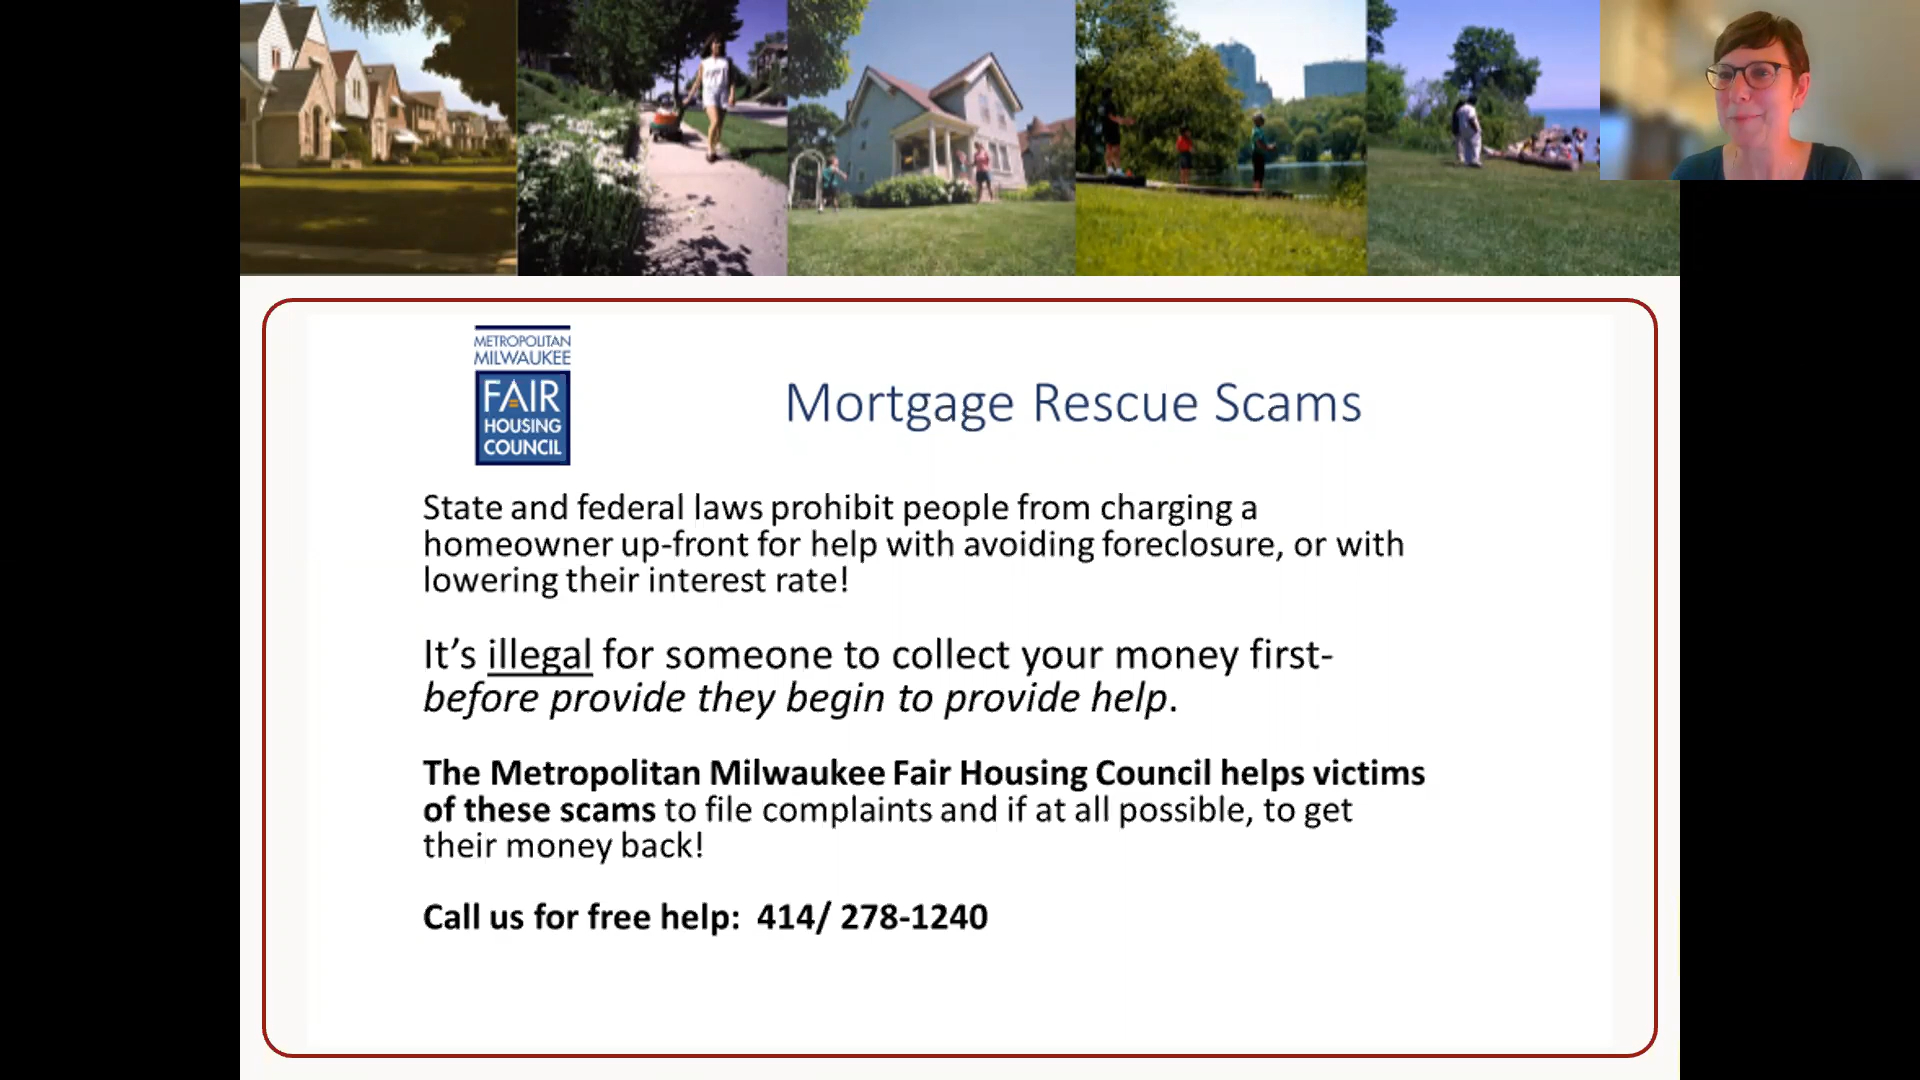 METROPOLITAN
MILWAUKEE
FAIR
HOUSING
COUNCIL
Mortgage Rescue Scams
State and federal laws prohibit people from charging a
homeowner up-front for help with avoiding foreclosure, or with
lowering their interest rate!
It's illegal for someone to collect your money first-
before provide they begin to provide help.
The Metropolitan Milwaukee Fair Housing Council helps victims
of these scams to file complaints and if at all possible, to get
their money back!
Call us for free help: 414/ 278-1240